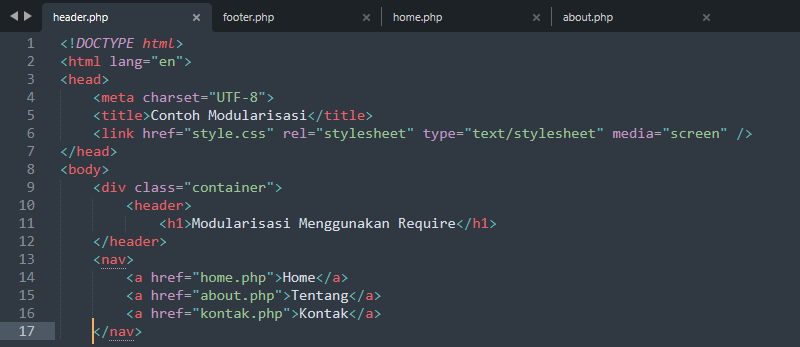 header.php × footer.php × home.php × about.php ×
1 <!DOCTYPE html>
2 <html lang="en">
3 <head>
4 <meta charset="UTF-8">
5 <title>Contoh Modularisasi</title>
6 <link href="style.css" rel="stylesheet" type="text/stylesheet" media="screen" />
7 </head>
8 <body>
9 <div class="container">
10 <header>
11 <h1>Modularisasi Menggunakan Require</h1>
12 </header>
13 <nav>
14 <a href="home.php">Home</a>
15 <a href="about.php">Tentang</a>
16 <a href="kontak.php">Kontak</a>
17 </nav>